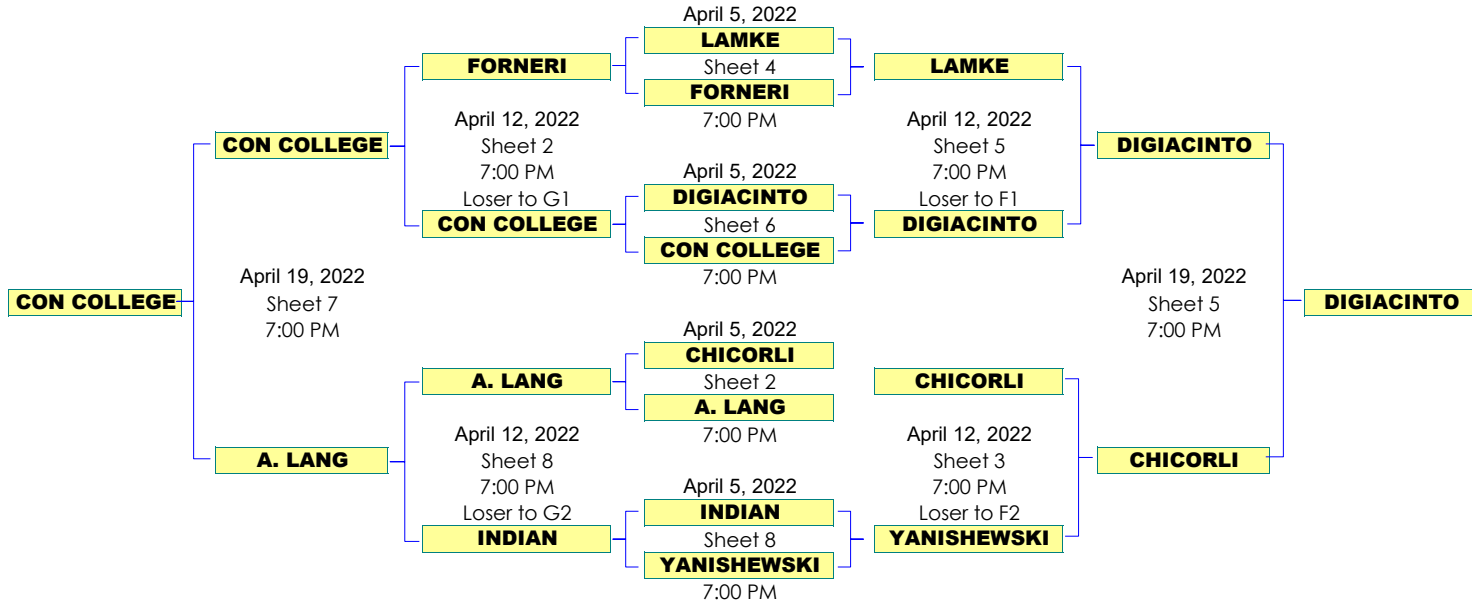 April 5, 2022
LAMKE
Sheet 4
FORNERI
7:00 PM
FORNERI
April 12, 2022
Sheet 2
7:00 PM
Loser to G1
CON COLLEGE
LAMKE
April 12, 2022
Sheet 5
7:00 PM
Loser to F1
DIGIACINTO
CON COLLEGE
DIGIACINTO
April 5, 2022
DIGIACINTO
Sheet 6
CON COLLEGE
7:00 PM
CON COLLEGE
April 19, 2022
Sheet 7
7:00 PM
April 19, 2022
Sheet 5
7:00 PM
DIGIACINTO
April 5, 2022
CHICORLI
Sheet 2
A. LANG
7:00 PM
A. LANG
April 12, 2022
Sheet 8
7:00 PM
Loser to G2
INDIAN
CHICORLI
April 12, 2022
Sheet 3
7:00 PM
Loser to F2
YANISHEWSKI
A. LANG
CHICORLI
April 5, 2022
INDIAN
Sheet 8
YANISHEWSKI
7:00 PM